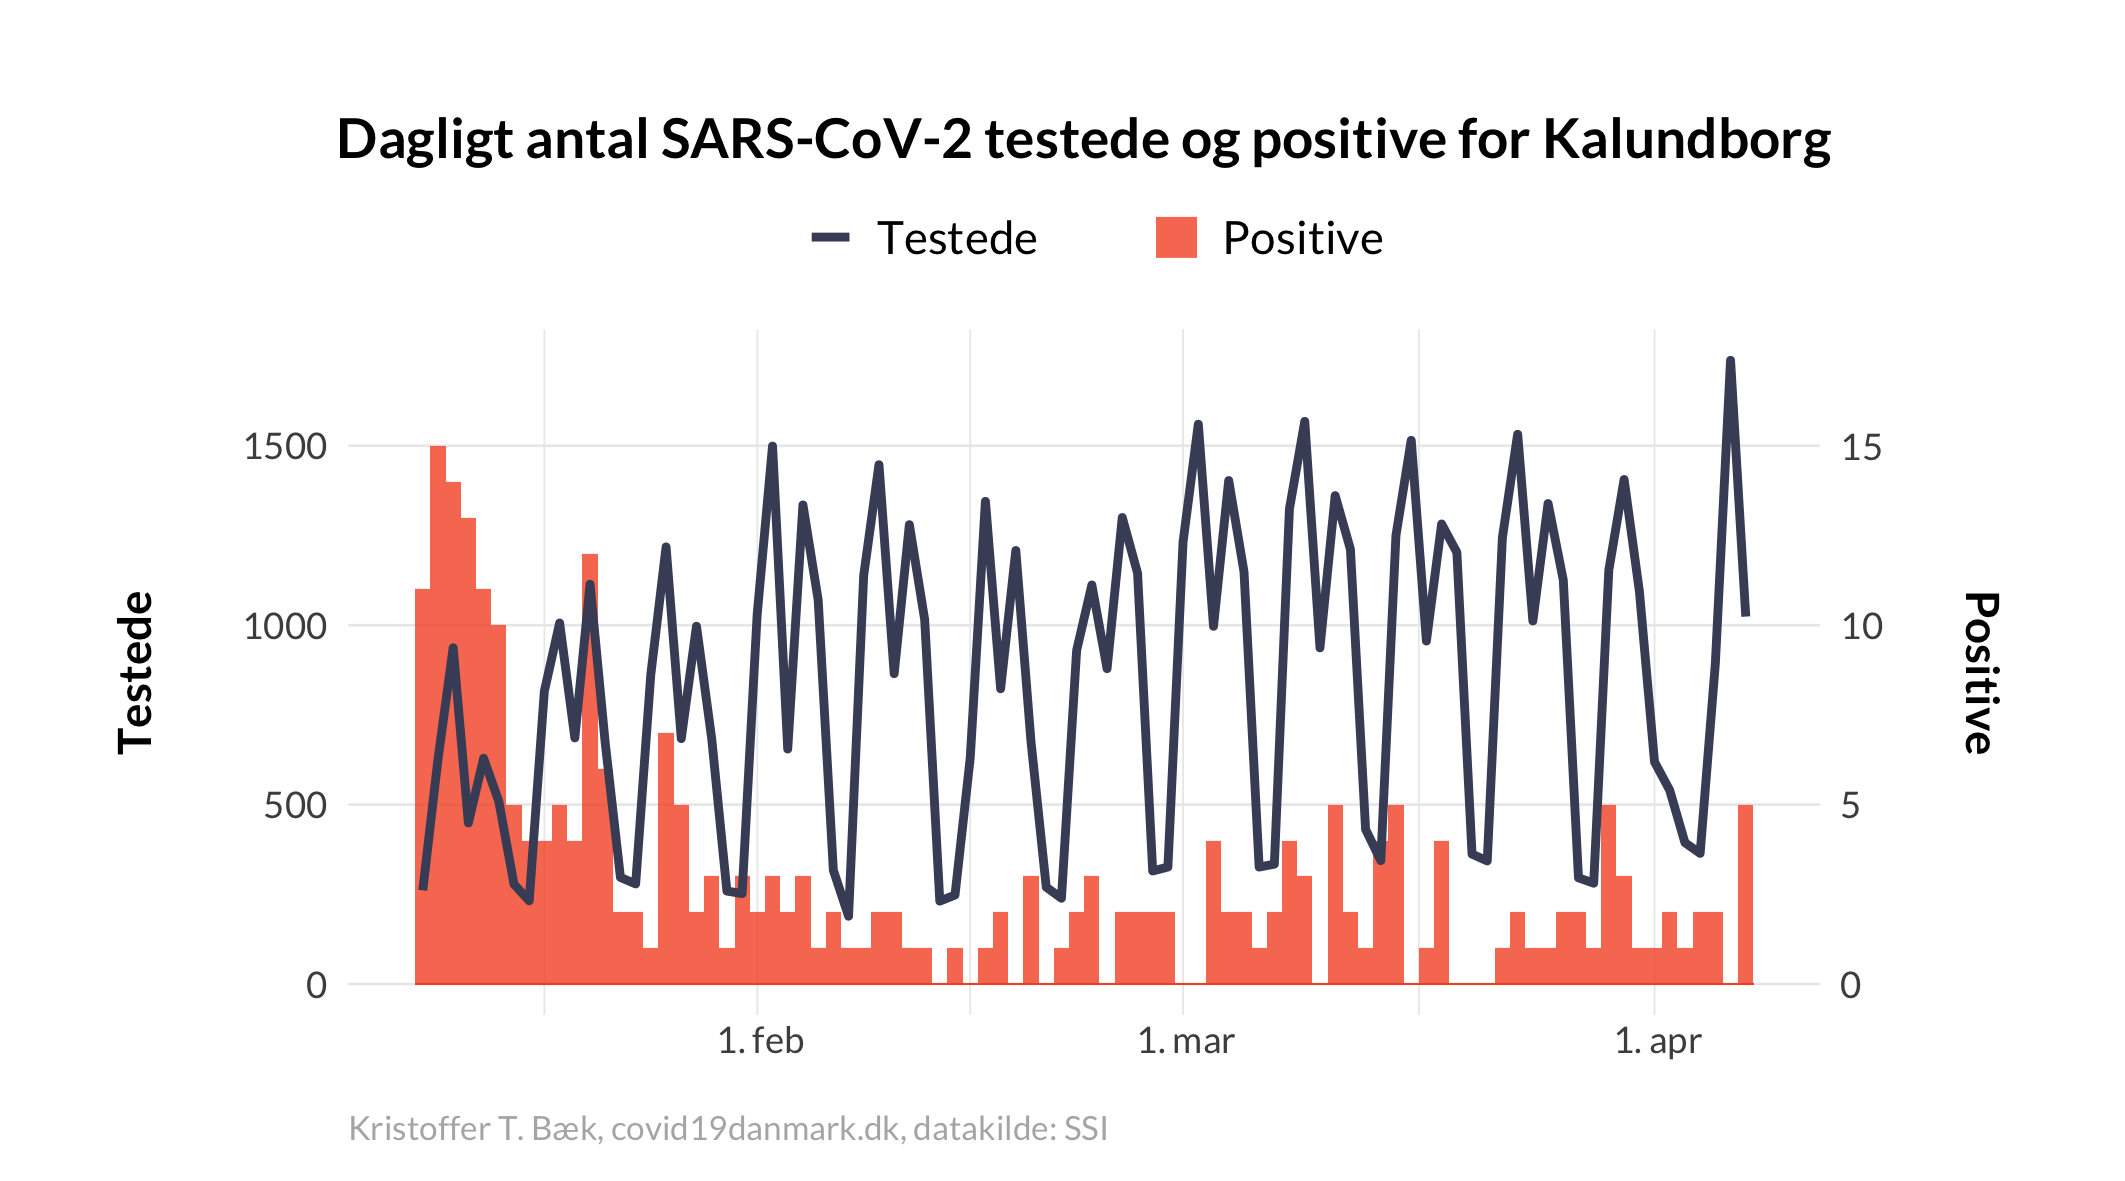 Dagligt antal SARS-CoV-2 testede og positive for Kalundborg
Testede
Positive
Testede
1500
1000
500
0
15
10
5
0
Positive
1. feb
1. mar
1. apr
Kristoffer T. Bæk, covid19danmark.dk, datakilde: SSI